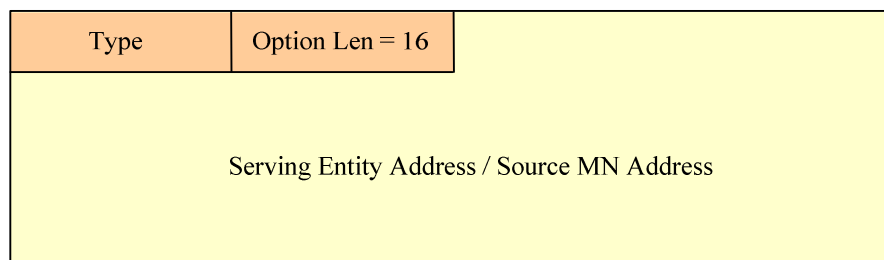 Type
Option Len = 16
Serving Entity Address / Source MN Address